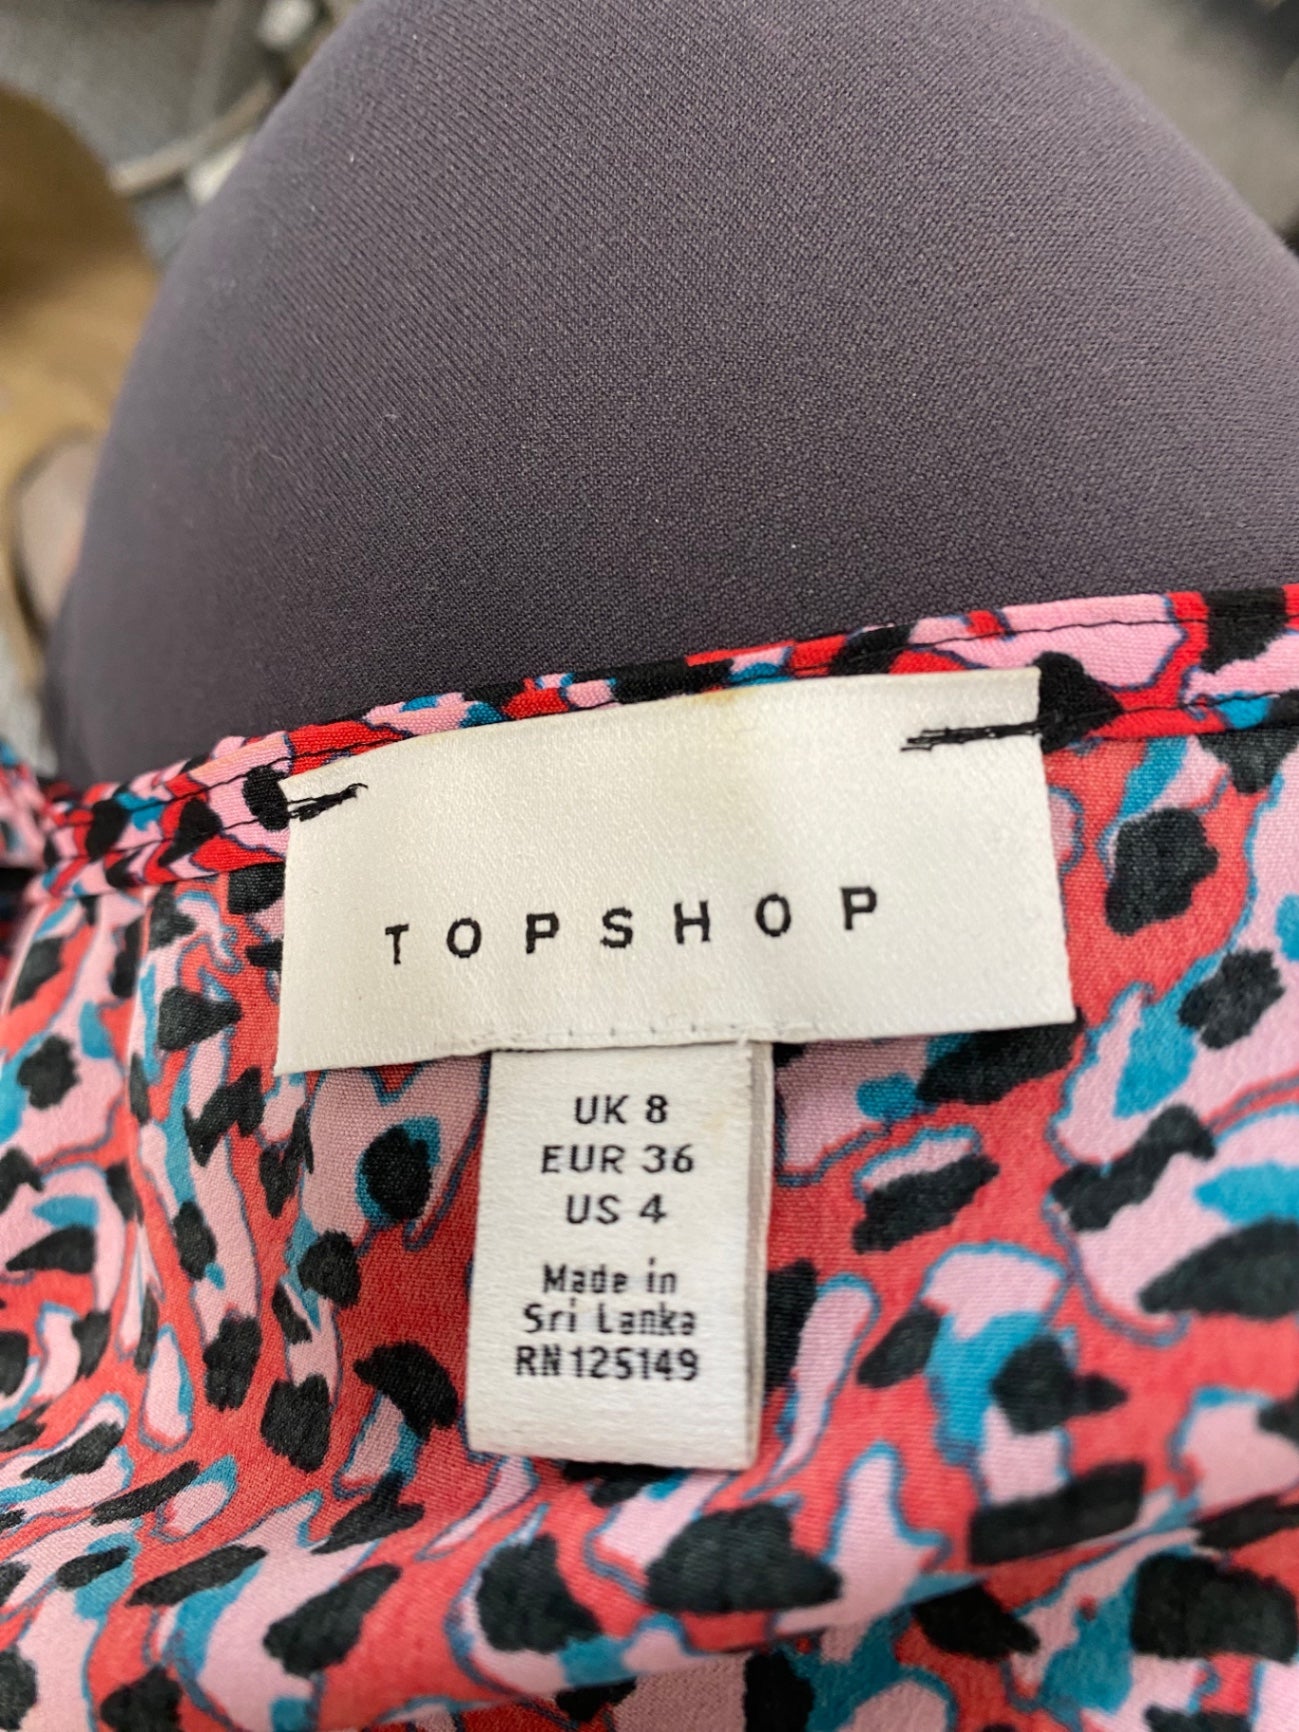 TOPSHOP
UK 8
EUR 36
US 4
Made in
Sri Lanka
RN125149